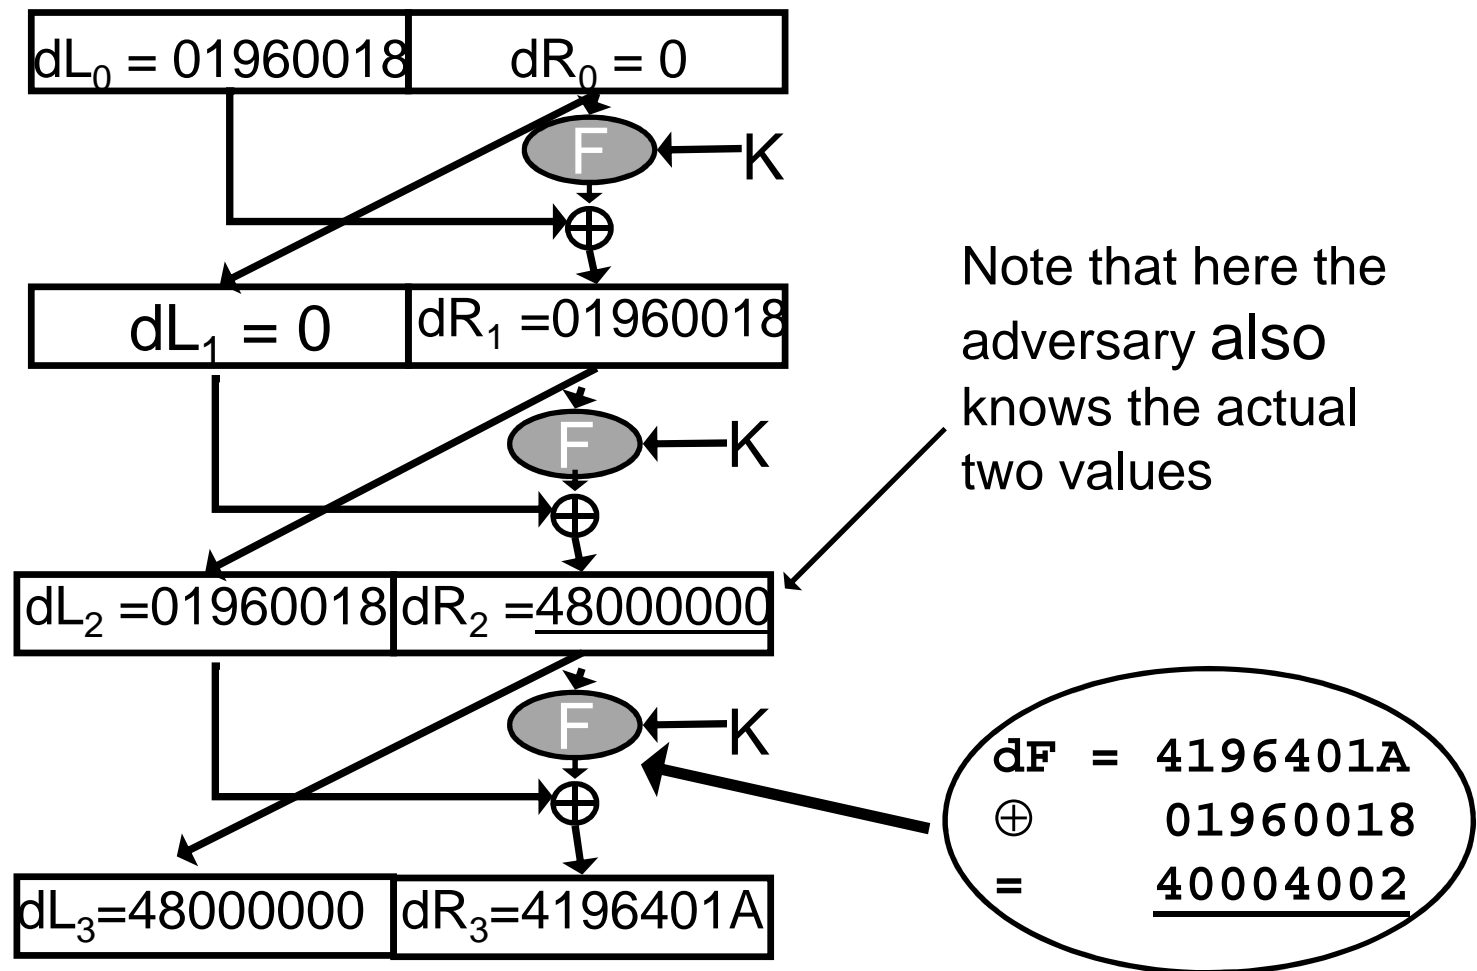 dL₀ = 01960018 dR₀ = 0
F K
⊕
dL₁ = 0 dR₁ =01960018
F K
⊕
dL₂ =01960018 dR₂ =48000000
F K
⊕
dL₃=48000000 dR₃=4196401A
Note that here the
adversary also
knows the actual
two values
dF = 4196401A
⊕ 01960018
= 40004002